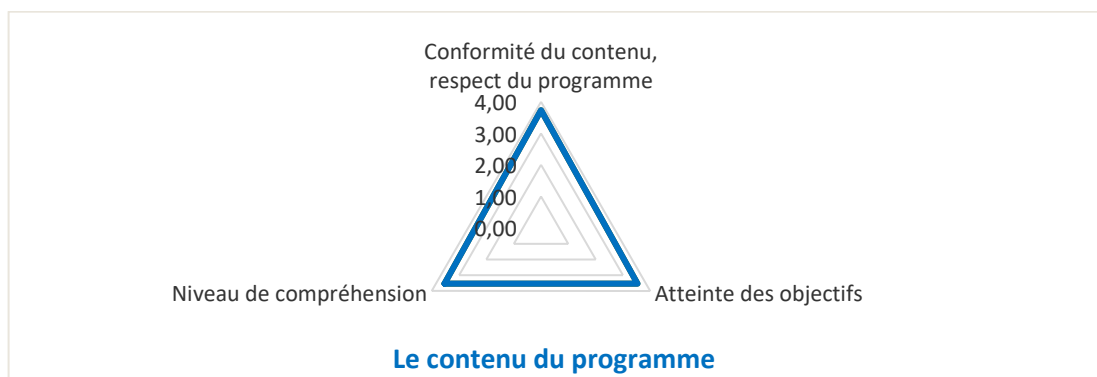 Conformité du contenu,
respect du programme
4,00
3,00
2,00
1,00
0,00
Niveau de compréhension
Atteinte des objectifs
Le contenu du programme